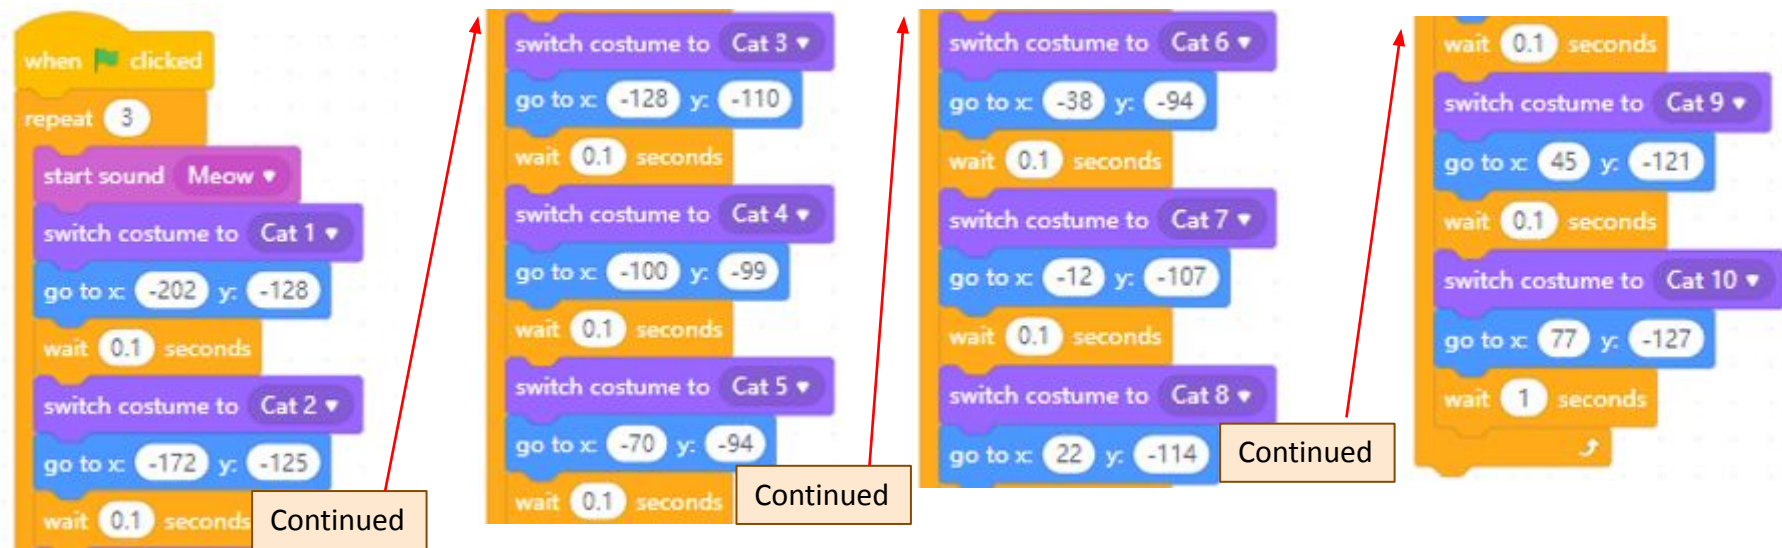 when clicked
repeat 3
start sound Meow
switch costume to Cat 1
go to x: -202 y: -128
wait 0.1 seconds
switch costume to Cat 2
go to x: -172 y: -125
wait 0.1 seconds
Continued
switch costume to Cat 3
go to x: -128 y: -110
wait 0.1 seconds
switch costume to Cat 4
go to x: -100 y: -99
wait 0.1 seconds
switch costume to Cat 5
go to x: -70 y: -94
wait 0.1 seconds
Continued
switch costume to Cat 6
go to x: -38 y: -94
wait 0.1 seconds
switch costume to Cat 7
go to x: -12 y: -107
wait 0.1 seconds
switch costume to Cat 8
go to x: 22 y: -114
Continued
wait 0.1 seconds
switch costume to Cat 9
go to x: 45 y: -121
wait 0.1 seconds
switch costume to Cat 10
go to x: 77 y: -127
wait 1 seconds